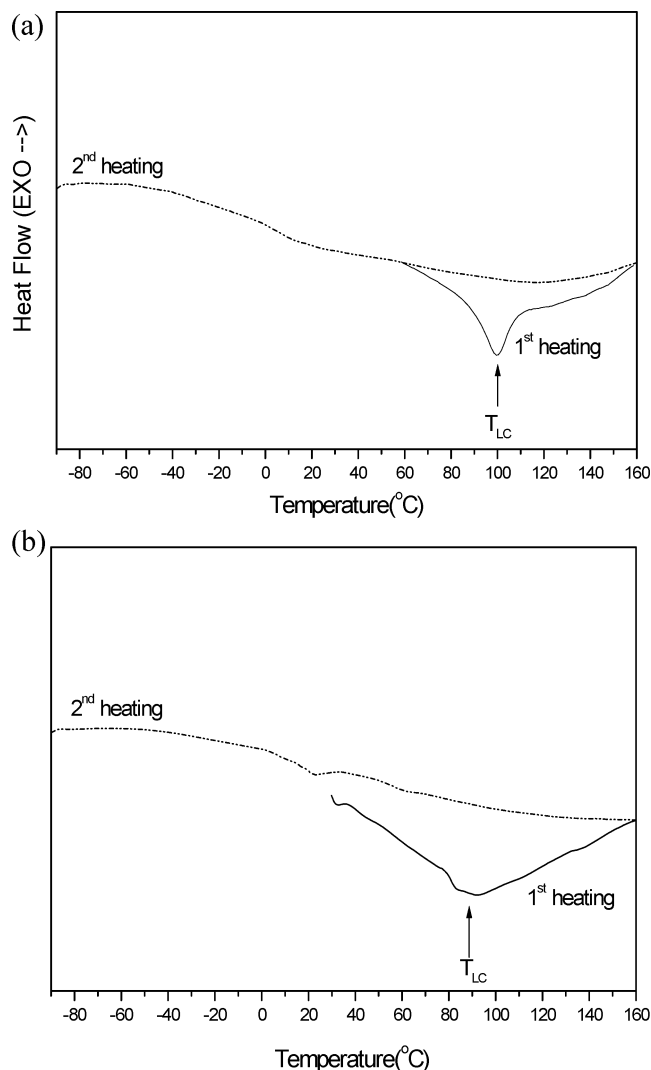 (a)
Heat Flow (EXO -->)
2nd heating
1st heating
TLC
-80 -60 -40 -20 0 20 40 60 80 100 120 140 160
Temperature(oC)
(b)
2nd heating
1st heating
TLC
-80 -60 -40 -20 0 20 40 60 80 100 120 140 160
Temperature(oC)